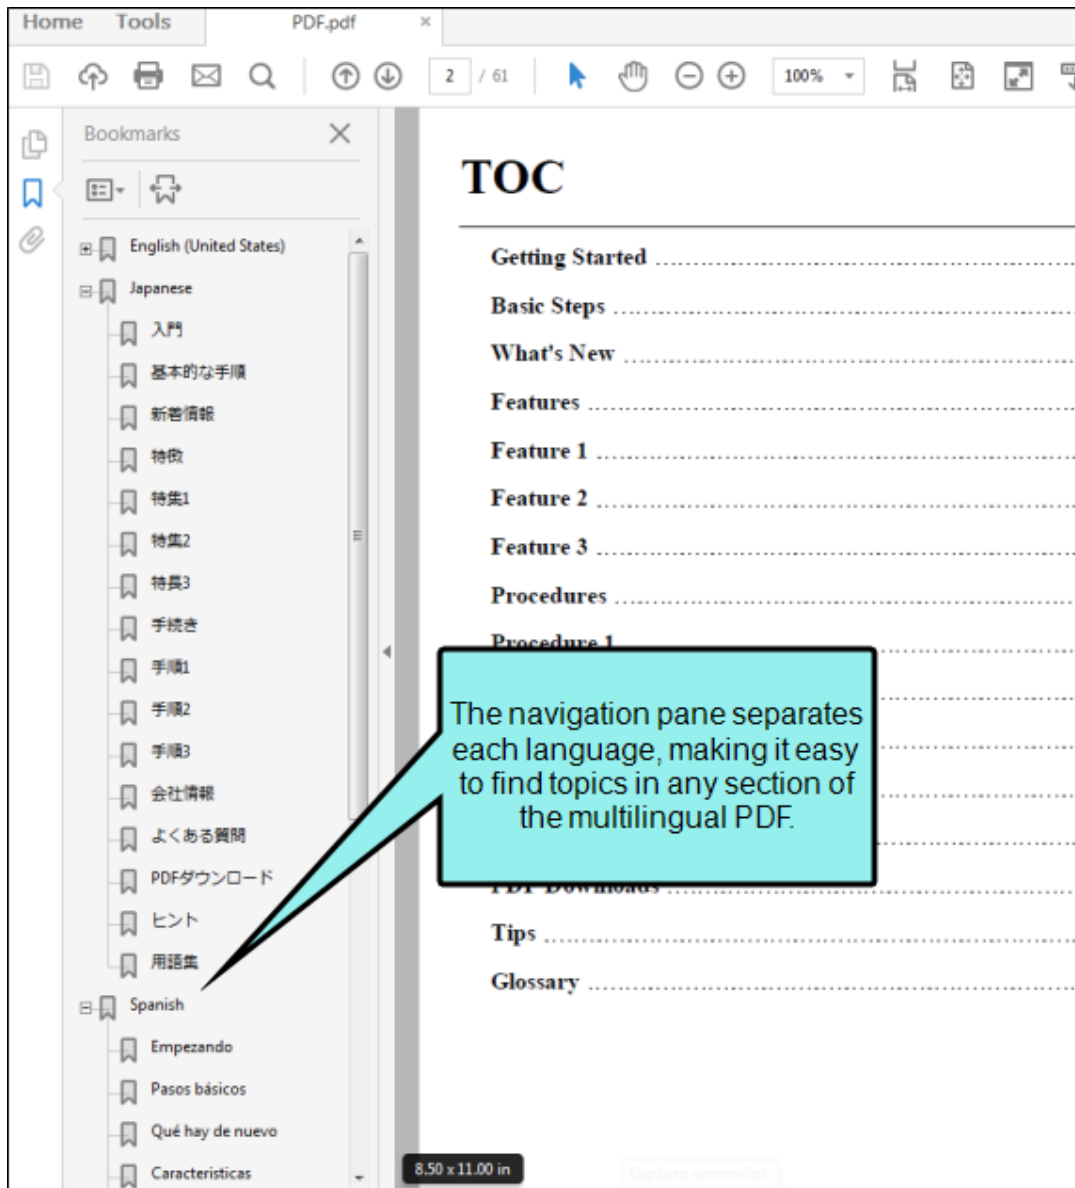 Home Tools PDF.pdf ×
2 / 61 100%
Bookmarks
English (United States)
Japanese
入門
基本的な手順
新着情報
特徴
特集1
特集2
特長3
手続き
手順1
手順2
手順3
会社情報
よくある質問
PDFダウンロード
ヒント
用語集
Spanish
Empezando
Pasos básicos
Qué hay de nuevo
Caracteristicas
TOC
Getting Started
Basic Steps
What's New
Features
Feature 1
Feature 2
Feature 3
Procedures
Procedure 1
The navigation pane separates
each language, making it easy
to find topics in any section of
the multilingual PDF.
PDF Downloads
Tips
Glossary
8.50 x 11.00 in